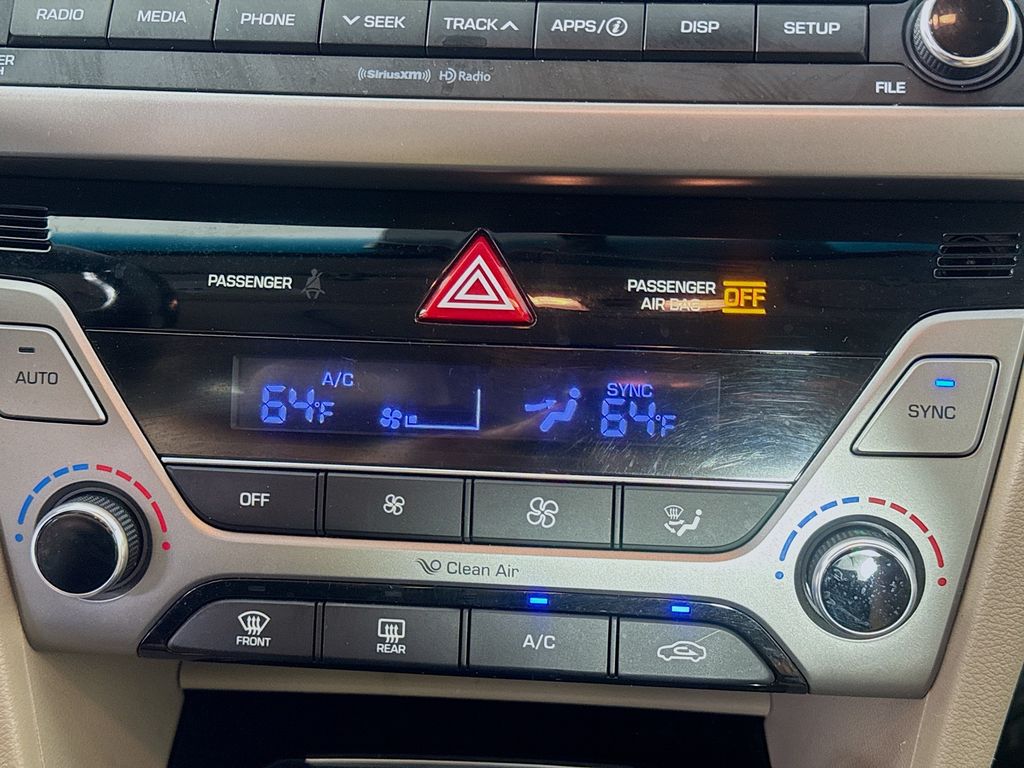 RADIO MEDIA PHONE SEEK TRACK APPS/ DISP SETUP
((SiriusXM)) HD Radio
FILE
PASSENGER
PASSENGER
AIR BAG OFF
AUTO
A/C
64°F
SYNC
64°F
SYNC
OFF
Clean Air
FRONT
REAR
A/C